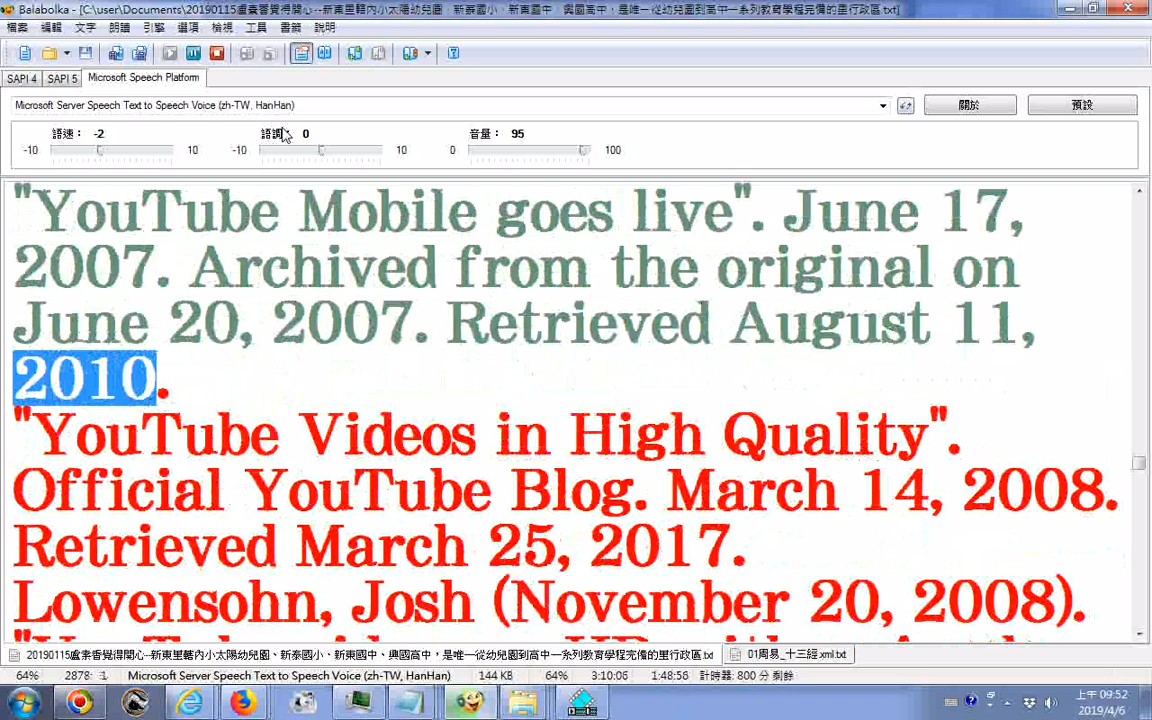 Balabolka - [C:\user\Documents\20190115盧素香覺得開心--新東里轄內小太陽幼兒園、新泰國小、新東國中、興國高中，是唯一從幼兒園到高中一系列教育學程完備的里行政區.txt]
檔案 編輯 文字 朗讀 引擎 選項 檢視 工具 書籤 說明
SAPI 4 SAPI 5 Microsoft Speech Platform
Microsoft Server Speech Text to Speech Voice (zh-TW, HanHan) 關於 預設
語速： -2 語調： 0 音量： 95
-10 10 -10 10 0 100
"YouTube Mobile goes live". June 17,
2007. Archived from the original on
June 20, 2007. Retrieved August 11,
2010.
"YouTube Videos in High Quality".
Official YouTube Blog. March 14, 2008.
Retrieved March 25, 2017.
Lowensohn, Josh (November 20, 2008).
20190115盧素香覺得開心--新東里轄內小太陽幼兒園、新泰國小、新東國中、興國高中，是唯一從幼兒園到高中一系列教育學程完備的里行政區.txt 01周易_十三經.xml.txt
64% 2878: 1 Microsoft Server Speech Text to Speech Voice (zh-TW, HanHan) 144 KB 64% 3:10:06 1:48:56 計時器: 800 分 剩餘
上午 09:52
2019/4/6